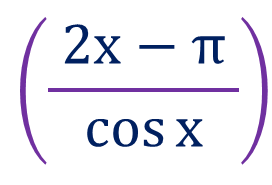 (2x − π / cos x)